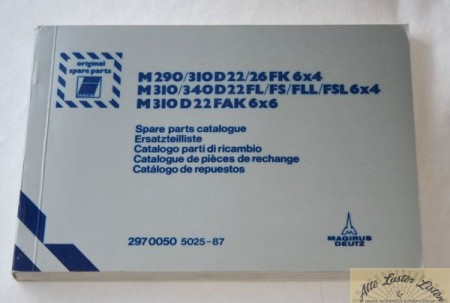 original
spare parts
IVECO
M 290/310 D 22/26 FK 6x4
M 310/340 D 22 FL/FS/FLL/FSL 6x4
M 310 D 22 FAK 6x6
Spare parts catalogue
Ersatzteilliste
Catalogo parti di ricambio
Catalogue de pièces de rechange
Catálogo de repuestos
297 0050 5025-87
MAGIRUS
DEUTZ
Alte Laster Listen